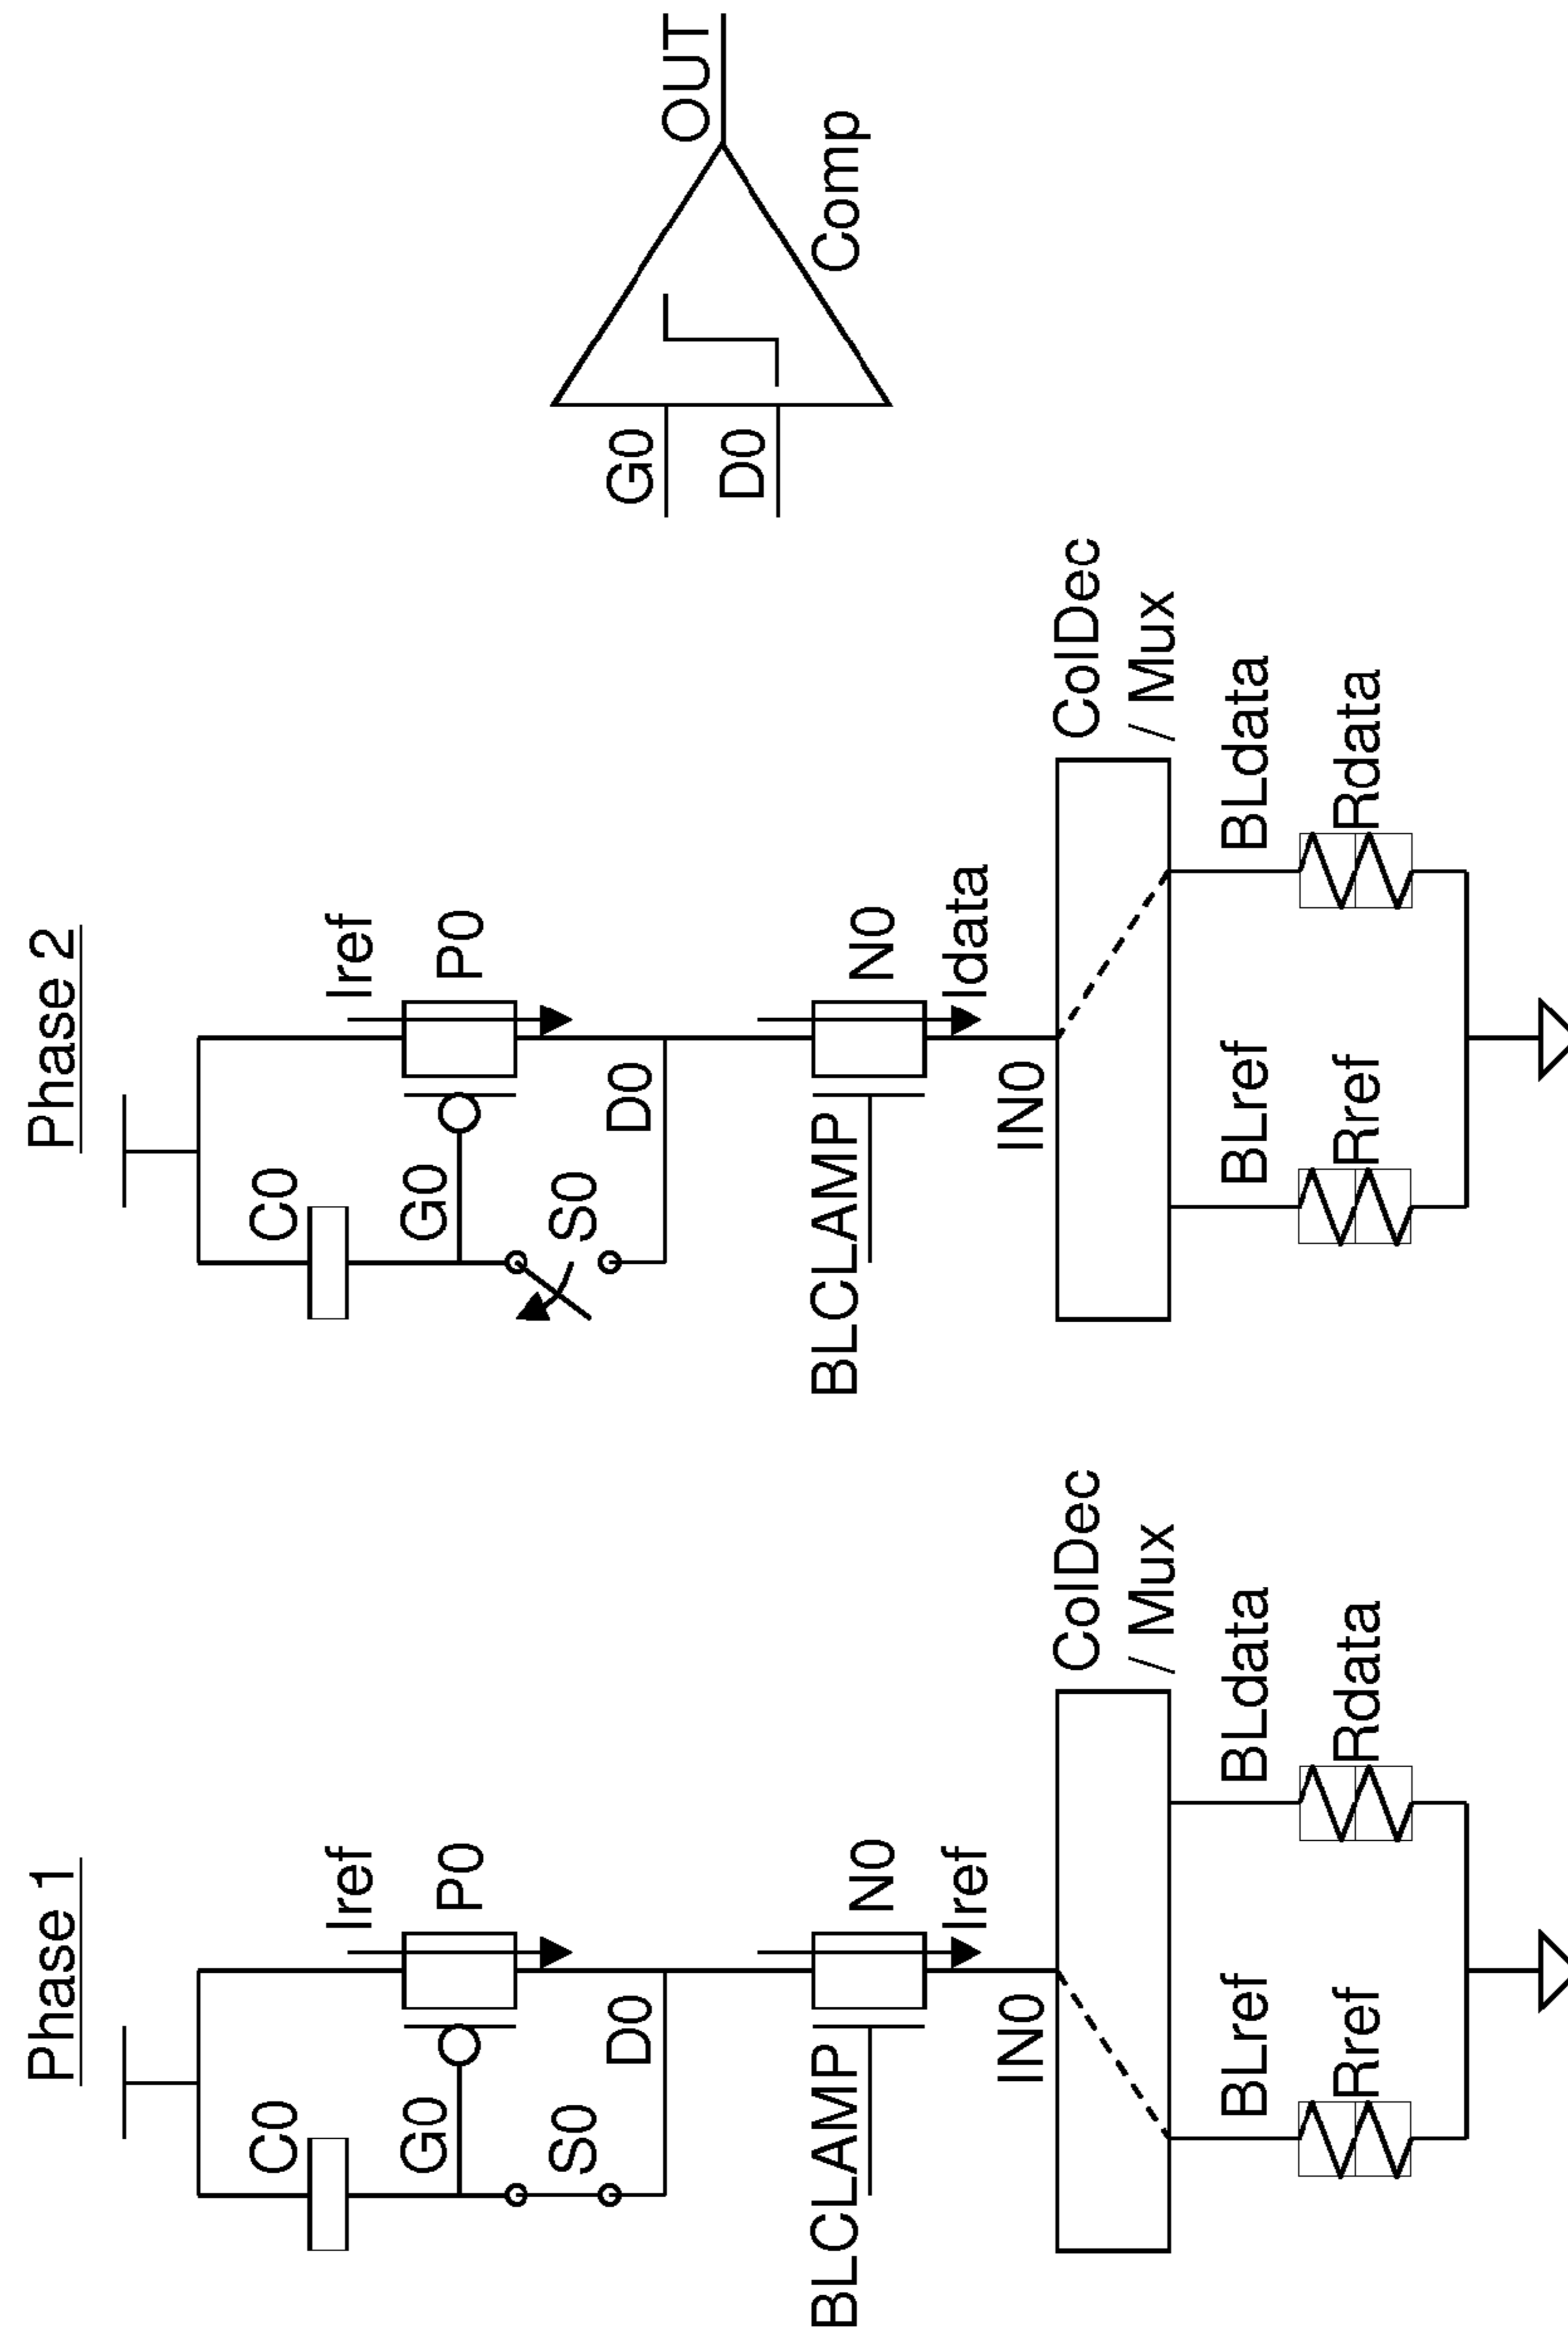 Phase 1
Iref
C0
P0
G0
S0
D0
BLCLAMP
N0
Iref
IN0
ColDec
/ Mux
BLref
BLdata
Rref
Rdata
Phase 2
Iref
C0
P0
G0
S0
D0
BLCLAMP
N0
Idata
IN0
ColDec
/ Mux
BLref
BLdata
Rref
Rdata
G0
D0
OUT
Comp